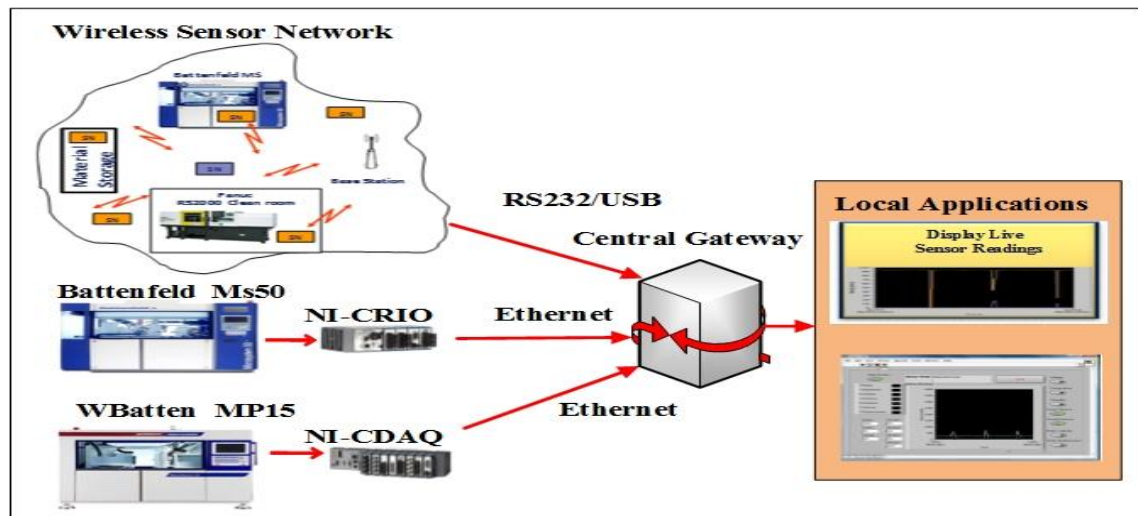 Wireless Sensor Network
Battenfeld MS
SN
SN
SN
Material
Storage
SN
Base Station
Fanuc
RS2000 Clean room
SN
SN
RS232/USB
Central Gateway
Local Applications
Display Live
Sensor Readings
Battenfeld Ms50
NI-CRIO
Ethernet
WBatten MP15
NI-CDAQ
Ethernet